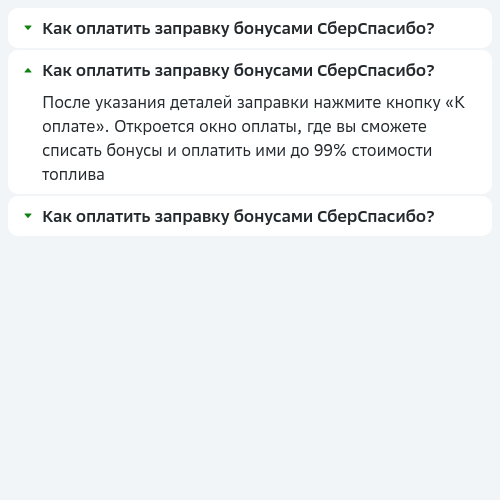 Как оплатить заправку бонусами СберСпасибо?
Как оплатить заправку бонусами СберСпасибо?
После указания деталей заправки нажмите кнопку «К
оплате». Откроется окно оплаты, где вы сможете
списать бонусы и оплатить ими до 99% стоимости
топлива
Как оплатить заправку бонусами СберСпасибо?